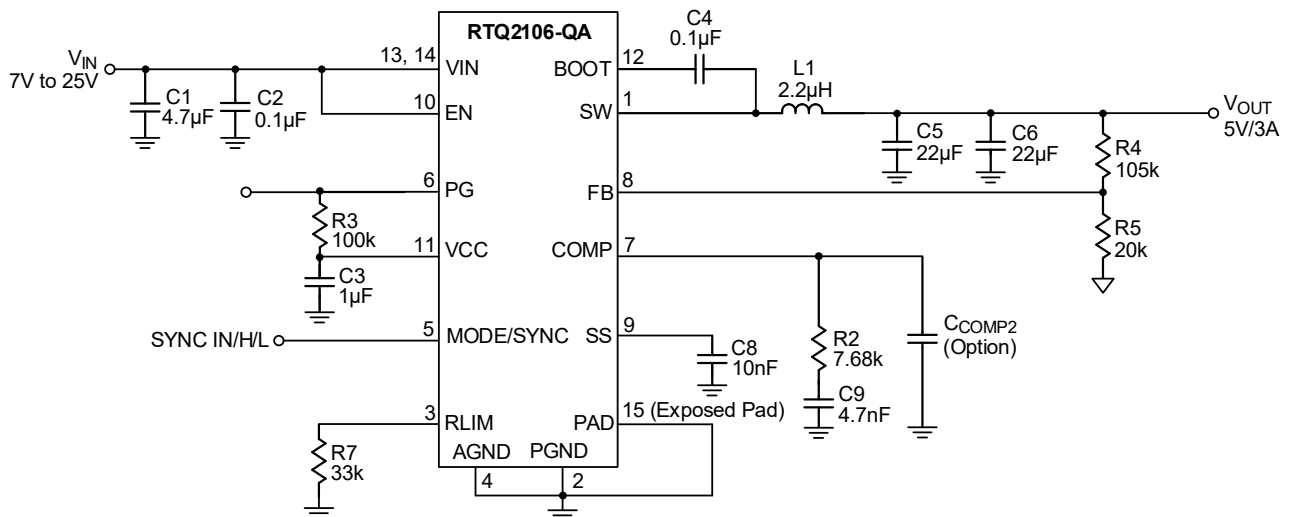 RTQ2106-QA
VIN
7V to 25V
C1
4.7µF
C2
0.1µF
13, 14
VIN
10
EN
6
PG
R3
100k
11
VCC
C3
1µF
SYNC IN/H/L
5
MODE/SYNC
3
RLIM
R7
33k
AGND
4
PGND
2
BOOT
12
C4
0.1µF
SW
1
L1
2.2µH
C5
22µF
C6
22µF
VOUT
5V/3A
R4
105k
FB
8
R5
20k
COMP
7
R2
7.68k
C9
4.7nF
CCOMP2
(Option)
SS
9
C8
10nF
PAD
15 (Exposed Pad)